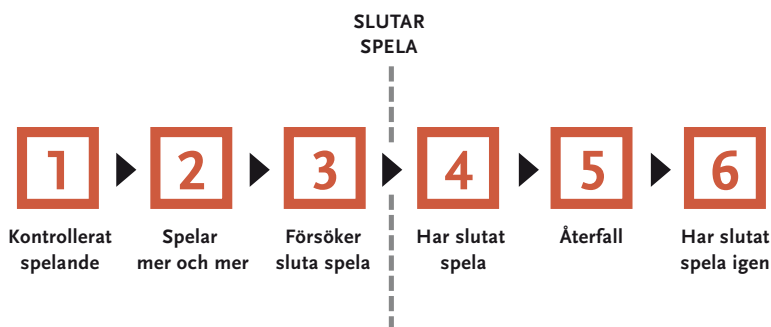 SLUTAR
SPELA
1
2
3
4
5
6
Kontrollerat
spelande
Spelar
mer och mer
Försöker
sluta spela
Har slutat
spela
Återfall
Har slutat
spela igen